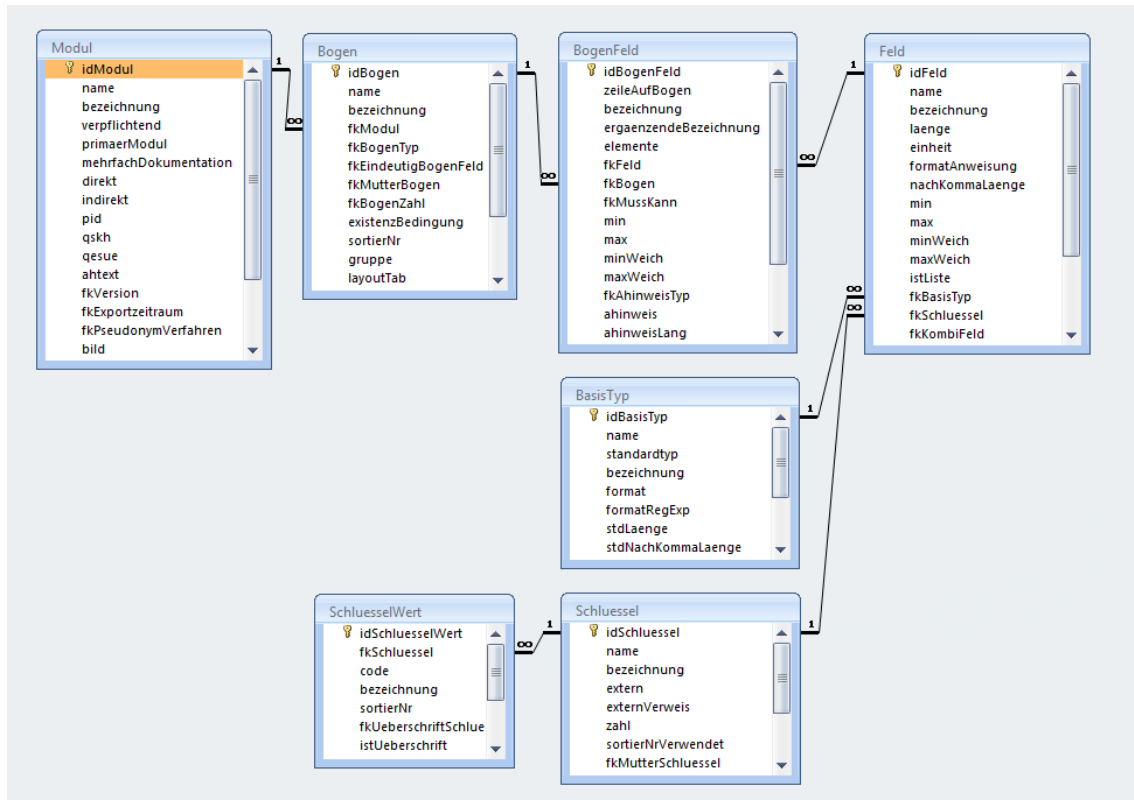 Modul
idModul
name
bezeichnung
verpflichtend
primaerModul
mehrfachDokumentation
direkt
indirekt
pid
qskh
qesue
ahtext
fkVersion
fkExportzeitraum
fkPseudonymVerfahren
bild
1
∞
Bogen
idBogen
name
bezeichnung
fkModul
fkBogenTyp
fkEindeutigBogenFeld
fkMutterBogen
fkBogenZahl
existenzBedingung
sortierNr
gruppe
layoutTab
1
∞
BogenFeld
idBogenFeld
zeileAufBogen
bezeichnung
ergaenzendeBezeichnung
elemente
fkFeld
fkBogen
fkMussKann
min
max
minWeich
maxWeich
fkAhinweisTyp
ahinweis
ahinweisLang
1
∞
Feld
idFeld
name
bezeichnung
laenge
einheit
formatAnweisung
nachKommaLaenge
min
max
minWeich
maxWeich
istListe
fkBasisTyp
fkSchluessel
fkKombiFeld
∞
∞
BasisTyp
idBasisTyp
name
standardtyp
bezeichnung
format
formatRegExp
stdLaenge
stdNachKommaLaenge
1
SchluesselWert
idSchluesselWert
fkSchluessel
code
bezeichnung
sortierNr
fkUeberschriftSchlue
istUeberschrift
∞
1
Schluessel
idSchluessel
name
bezeichnung
extern
externVerweis
zahl
sortierNrVerwendet
fkMutterSchluessel
1